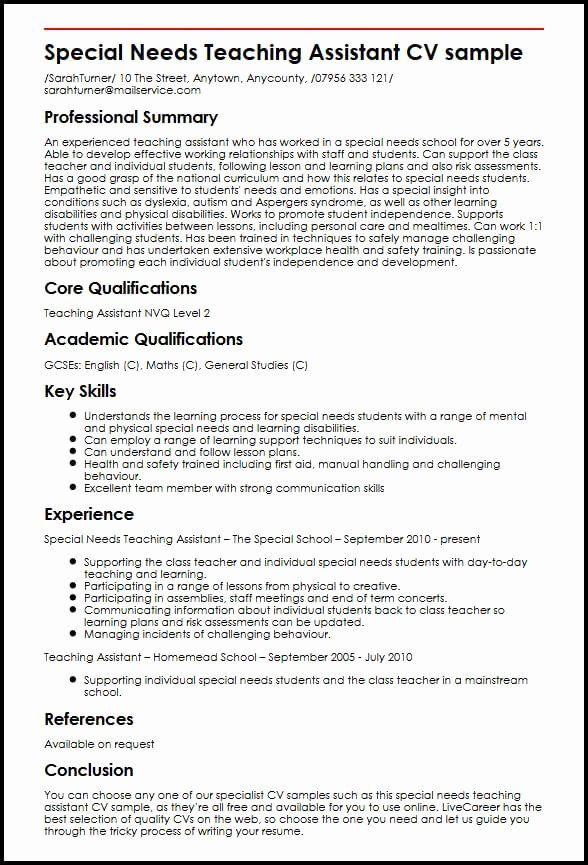 Special Needs Teaching Assistant CV sample
/SarahTurner/ 10 The Street, Anytown, Anycounty, /07956 333 121/
sarahturner@mailservice.com
Professional Summary
An experienced teaching assistant who has worked in a special needs school for over 5 years.
Able to develop effective working relationships with staff and students. Can support the class
teacher and individual students, following lesson and learning plans and also risk assessments.
Has a good grasp of the national curriculum and how this relates to special needs students.
Empathetic and sensitive to students' needs and emotions. Has a special insight into
conditions such as dyslexia, autism and Aspergers syndrome, as well as other learning
disabilities and physical disabilities. Works to promote student independence. Supports
students with activities between lessons, including personal care and mealtimes. Can work 1:1
with challenging students. Has been trained in techniques to safely manage challenging
behaviour and has undertaken extensive workplace health and safety training. Is passionate
about promoting each individual student's independence and development.
Core Qualifications
Teaching Assistant NVQ Level 2
Academic Qualifications
GCSEs: English (C), Maths (C), General Studies (C)
Key Skills
● Understands the learning process for special needs students with a range of mental
and physical special needs and learning disabilities.
● Can employ a range of learning support techniques to suit individuals.
● Can understand and follow lesson plans.
● Health and safety trained including first aid, manual handling and challenging
behaviour.
● Excellent team member with strong communication skills
Experience
Special Needs Teaching Assistant – The Special School – September 2010 - present
● Supporting the class teacher and individual special needs students with day-to-day
teaching and learning.
● Participating in a range of lessons from physical to creative.
● Participating in assemblies, staff meetings and end of term concerts.
● Communicating information about individual students back to class teacher so
learning plans and risk assessments can be updated.
● Managing incidents of challenging behaviour.
Teaching Assistant – Homemead School – September 2005 - July 2010
● Supporting individual special needs students and the class teacher in a mainstream
school.
References
Available on request
Conclusion
You can choose any one of our specialist CV samples such as this special needs teaching
assistant CV sample, as they're all free and available for you to use online. LiveCareer has the
best selection of quality CVs on the web, so choose the one you need and let us guide you
through the tricky process of writing your resume.